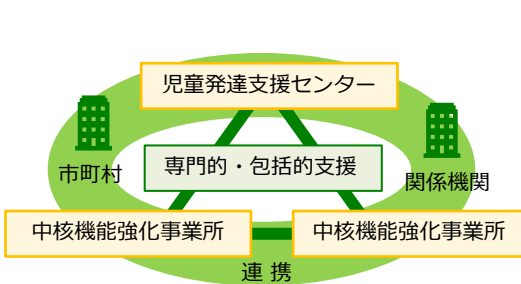 児童発達支援センター
専門的・包括的支援
市町村
関係機関
中核機能強化事業所
中核機能強化事業所
連 携